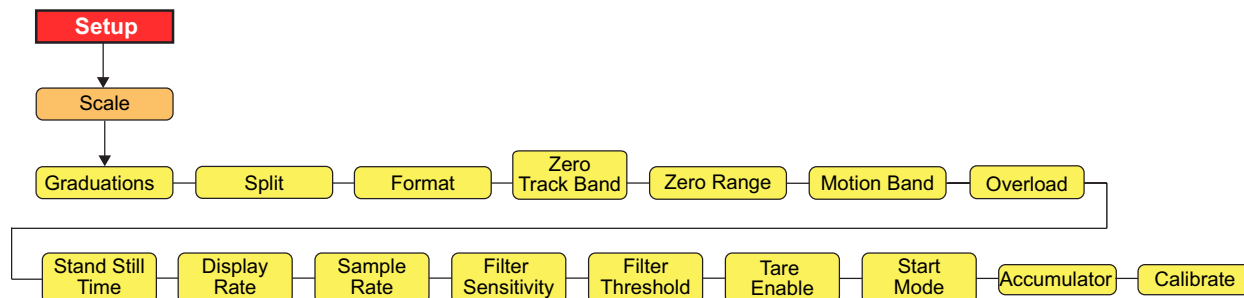 Setup
Scale
Graduations
Split
Format
Zero
Track Band
Zero Range
Motion Band
Overload
Stand Still
Time
Display
Rate
Sample
Rate
Filter
Sensitivity
Filter
Threshold
Tare
Enable
Start
Mode
Accumulator
Calibrate